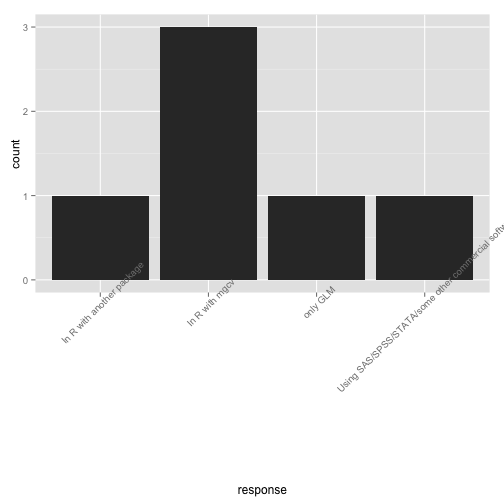 3
2
1
0
count
In R with another package
In R with mgcv
only GLM
Using SAS/SPSS/STATA/some other commercial softw
response